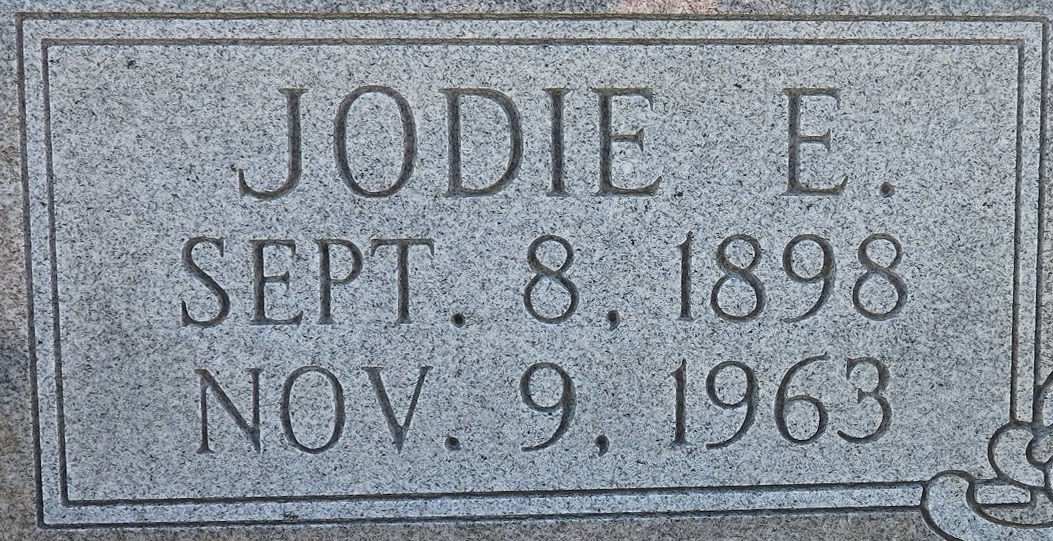 JODIE E.
SEPT. 8, 1898
NOV. 9, 1963